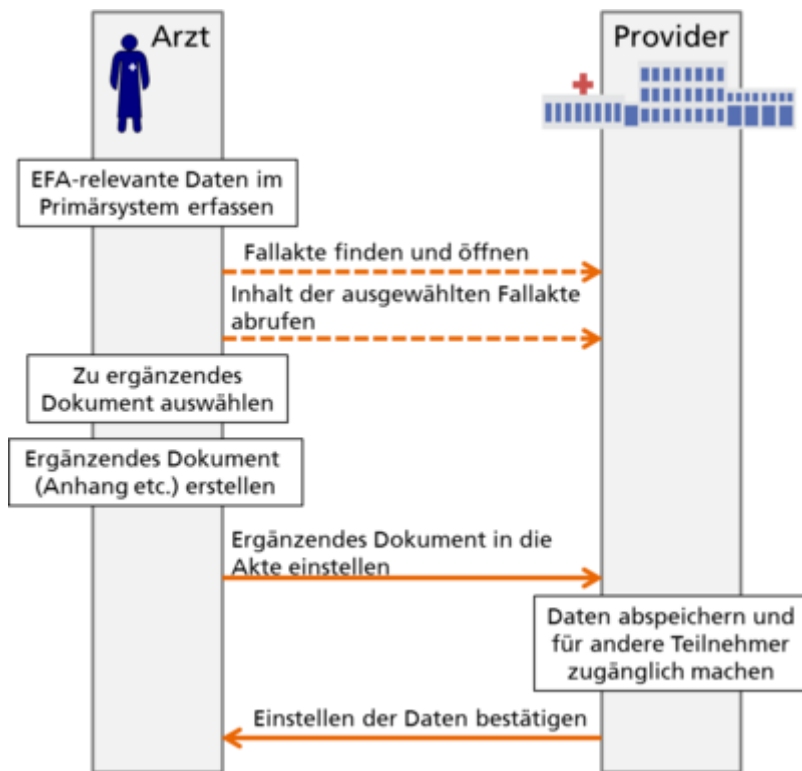 Arzt
Provider
EFA-relevante Daten im
Primärsystem erfassen
Fallakte finden und öffnen
Inhalt der ausgewählten Fallakte
abrufen
Zu ergänzendes
Dokument auswählen
Ergänzendes Dokument
(Anhang etc.) erstellen
Ergänzendes Dokument in die
Akte einstellen
Daten abspeichern und
für andere Teilnehmer
zugänglich machen
Einstellen der Daten bestätigen